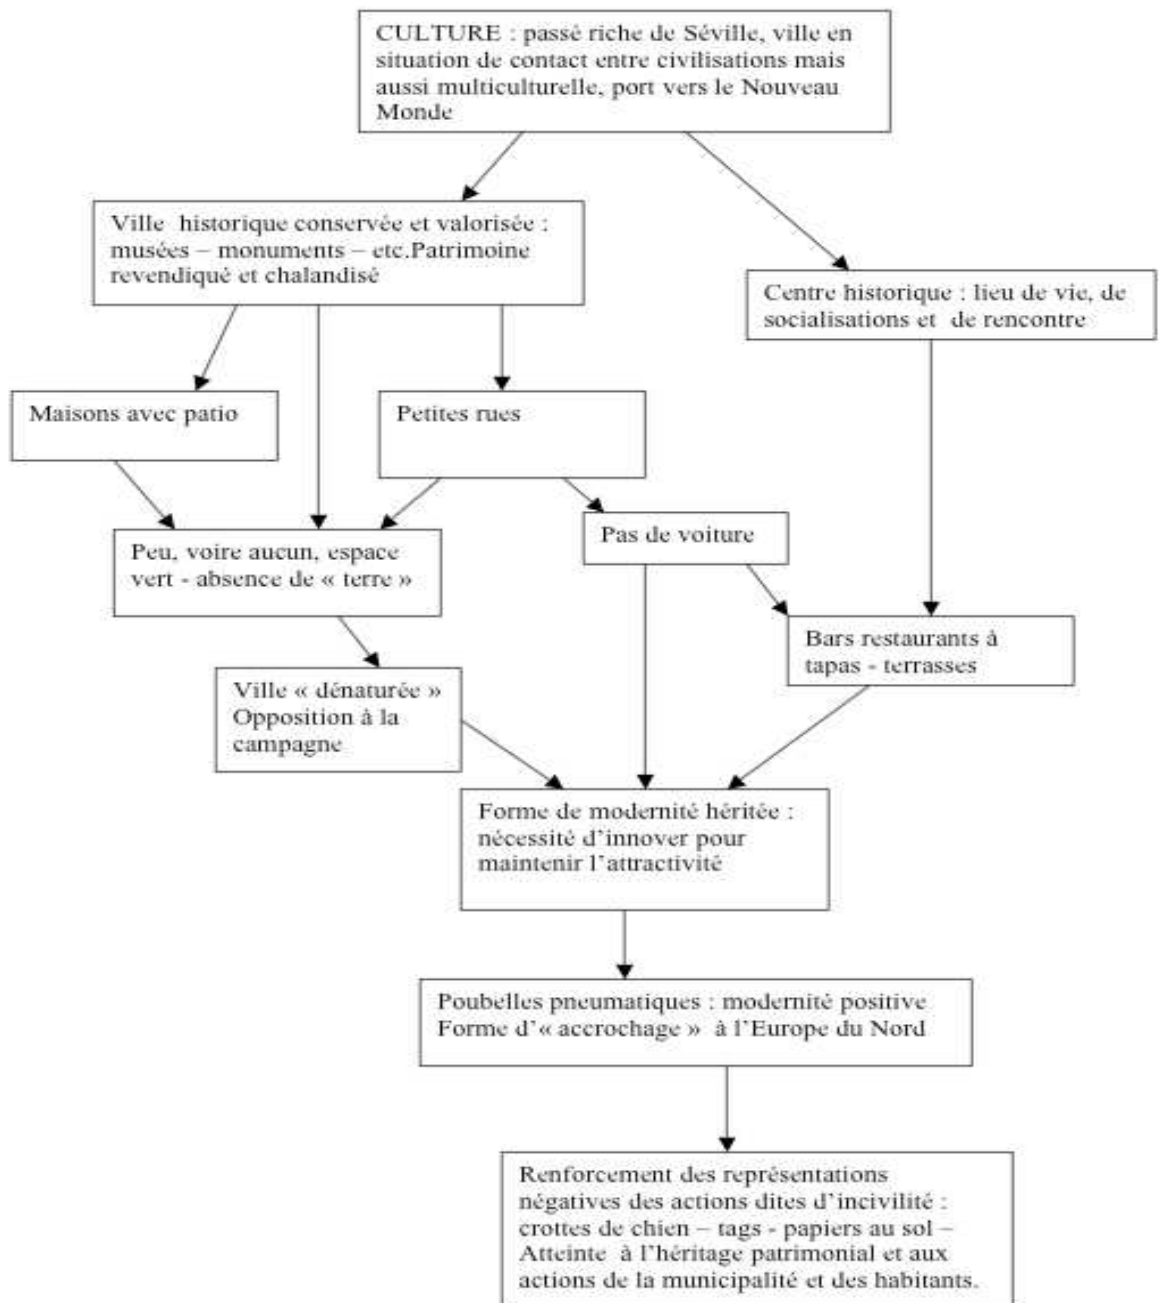 CULTURE : passé riche de Séville, ville en
situation de contact entre civilisations mais
aussi multiculturelle, port vers le Nouveau
Monde
Ville  historique conservée et valorisée :
musées – monuments – etc.Patrimoine
revendiqué et chalandisé
Centre historique : lieu de vie, de
socialisations et  de rencontre
Maisons avec patio
Petites rues
Pas de voiture
Peu, voire aucun, espace
vert - absence de « terre »
Bars restaurants à
tapas - terrasses
Ville « dénaturée »
Opposition à la
campagne
Forme de modernité héritée :
nécessité d’innover pour
maintenir l’attractivité
Poubelles pneumatiques : modernité positive
Forme d’« accrochage »  à l’Europe du Nord
Renforcement des représentations
négatives des actions dites d’incivilité :
crottes de chien – tags - papiers au sol –
Atteinte  à l’héritage patrimonial et aux
actions de la municipalité et des habitants.